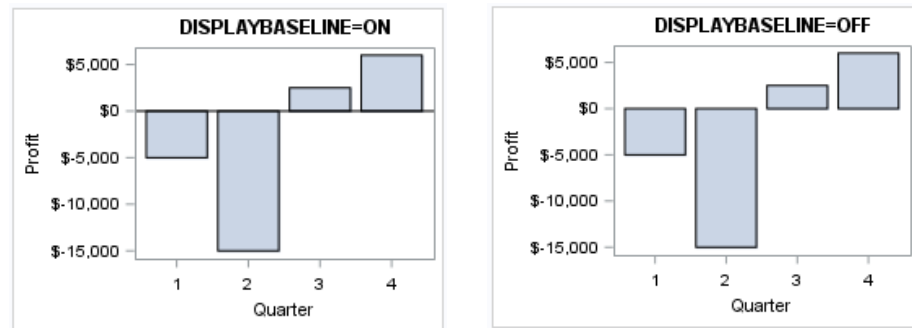 DISPLAYBASELINE=ON
$5,000
$0
$-5,000
$-10,000
$-15,000
Profit
1 2 3 4
Quarter
DISPLAYBASELINE=OFF
$5,000
$0
$-5,000
$-10,000
$-15,000
Profit
1 2 3 4
Quarter